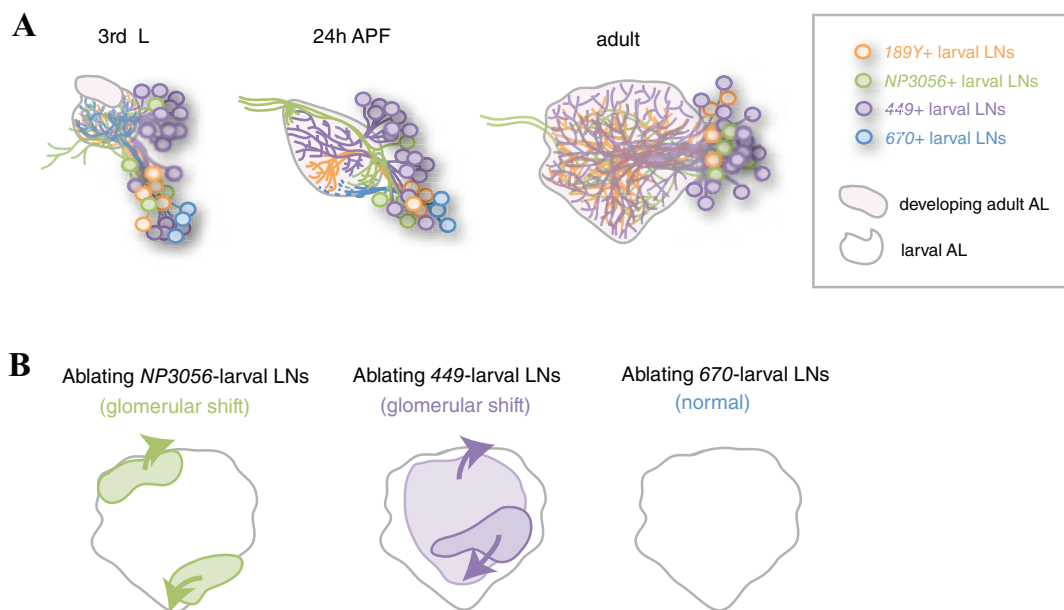 A
3rd L
24h APF
adult
189Y+ larval LNs
NP3056+ larval LNs
449+ larval LNs
670+ larval LNs
developing adult AL
larval AL
B
Ablating NP3056-larval LNs
(glomerular shift)
Ablating 449-larval LNs
(glomerular shift)
Ablating 670-larval LNs
(normal)